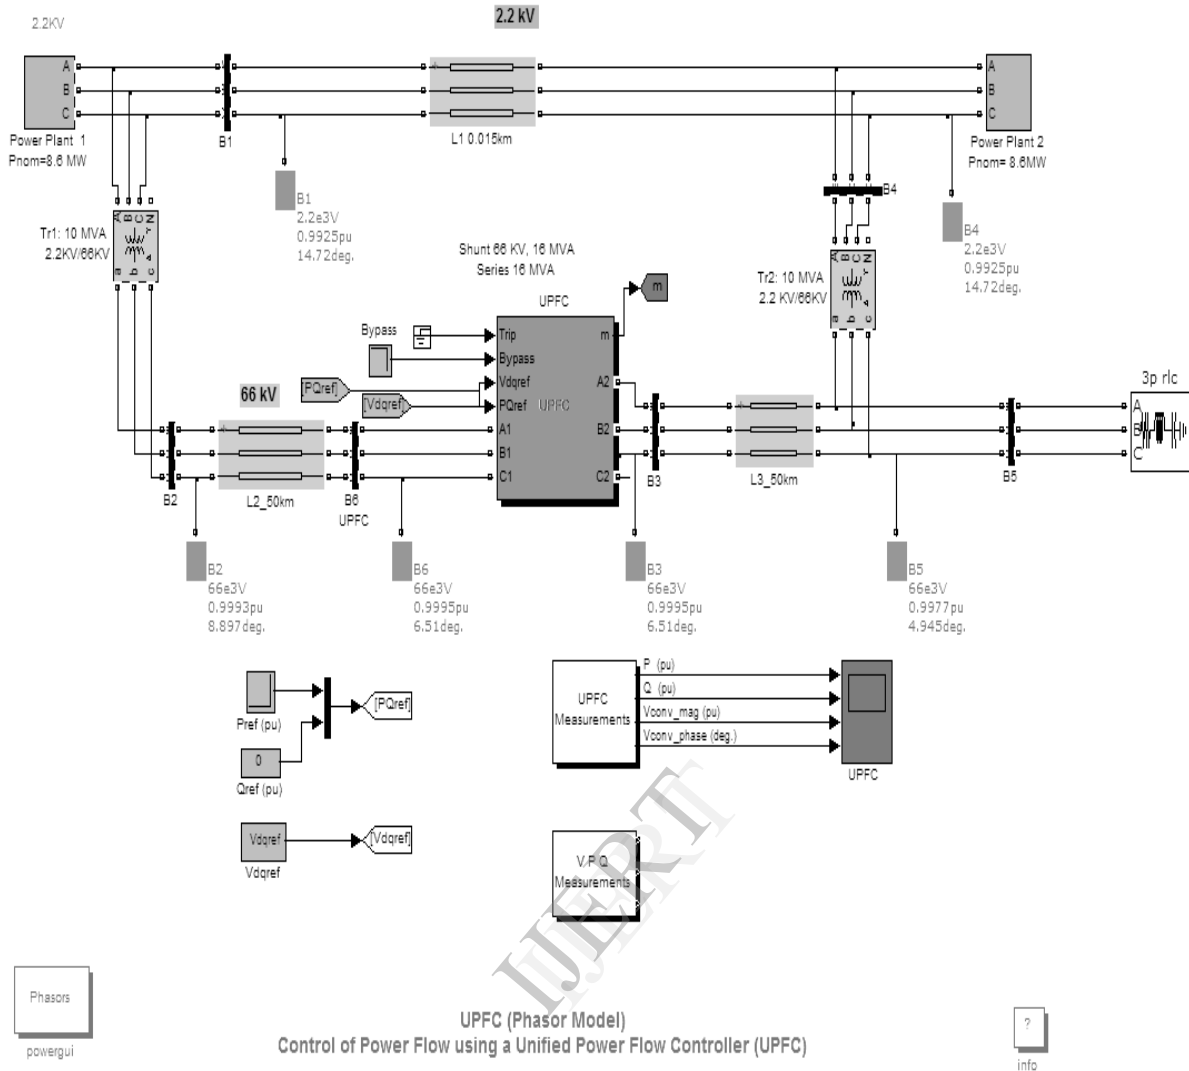 2.2KV
2.2 kV
A
B
C
Power Plant 1
Pnom=8.6 MW
B1
L1 0.015km
A
B
C
Power Plant 2
Pnom= 8.6MW
B1
2.2e3V
0.9925pu
14.72deg.
B4
B4
2.2e3V
0.9925pu
14.72deg.
Tr1: 10 MVA
2.2KV/66KV
A B C N
a b c
Shunt 66 KV, 16 MVA
Series 16 MVA
UPFC
m
Tr2: 10 MVA
2.2 KV/66KV
A B C N
a b c
Bypass
[PQref]
[Vdqref]
Trip
Bypass
Vdqref
PQref
A1
B1
C1
UPFC
m
A2
B2
C2
66 kV
3p rlc
A
B
C
B2
L2_50km
B6
UPFC
B3
L3_50km
B5
B2
66e3V
0.9993pu
8.897deg.
B6
66e3V
0.9995pu
6.51deg.
B3
66e3V
0.9995pu
6.51deg.
B5
66e3V
0.9977pu
4.945deg.
Pref (pu)
0
Qref (pu)
[PQref]
Vdqref
Vdqref
[Vdqref]
UPFC
Measurements
P (pu)
Q (pu)
Vconv_mag (pu)
Vconv_phase (deg.)
UPFC
V P Q
Measurements
IJERT
Phasors
powergui
UPFC (Phasor Model)
Control of Power Flow using a Unified Power Flow Controller (UPFC)
?
info